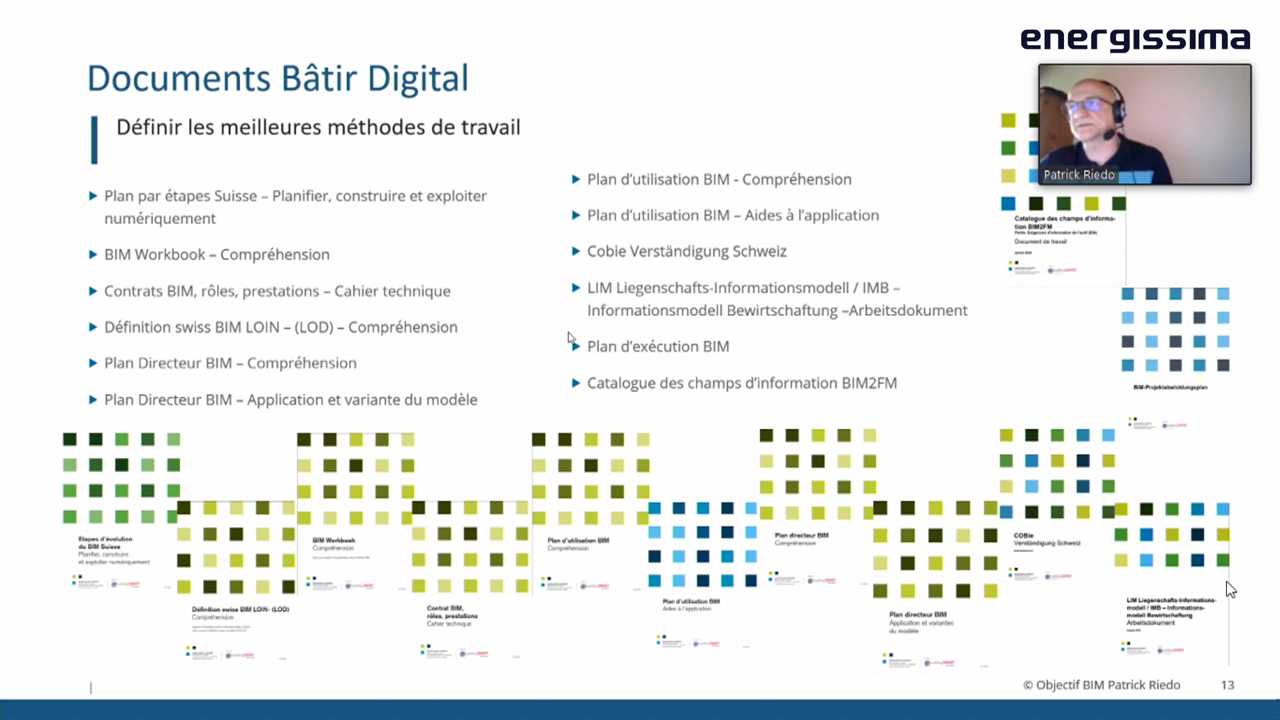 energissima
Documents Bâtir Digital
Définir les meilleures méthodes de travail
Patrick Riedo
Plan par étapes Suisse – Planifier, construire et exploiter
numériquement
BIM Workbook – Compréhension
Contrats BIM, rôles, prestations – Cahier technique
Définition swiss BIM LOIN – (LOD) – Compréhension
Plan Directeur BIM – Compréhension
Plan Directeur BIM – Application et variante du modèle
Plan d’utilisation BIM - Compréhension
Plan d’utilisation BIM – Aides à l’application
Cobie Verständigung Schweiz
LIM Liegenschafts-Informationsmodell / IMB –
Informationsmodell Bewirtschaftung –Arbeitsdokument
Plan d’exécution BIM
Catalogue des champs d’information BIM2FM
Catalogue des champs d'informa-
tion BIM2FM
Document de travail
BIM-Projektabwicklungsplan
Etapes d'évolution
du BIM Suisse
Planifier, construire
et exploiter numériquement
Définition swiss BIM LOIN- (LOD)
Compréhension
BIM Workbook
Compréhension
Contrat BIM,
rôles, prestations
Cahier technique
Plan d'utilisation BIM
Compréhension
Plan d'utilisation BIM
Aides à l'application
Plan directeur BIM
Compréhension
Plan directeur BIM
Application et variantes
du modèle
COBie
Verständigung Schweiz
LIM Liegenschafts-Informations-
modell / IMB – Informations-
modell Bewirtschaftung
Arbeitsdokument
© Objectif BIM Patrick Riedo
13